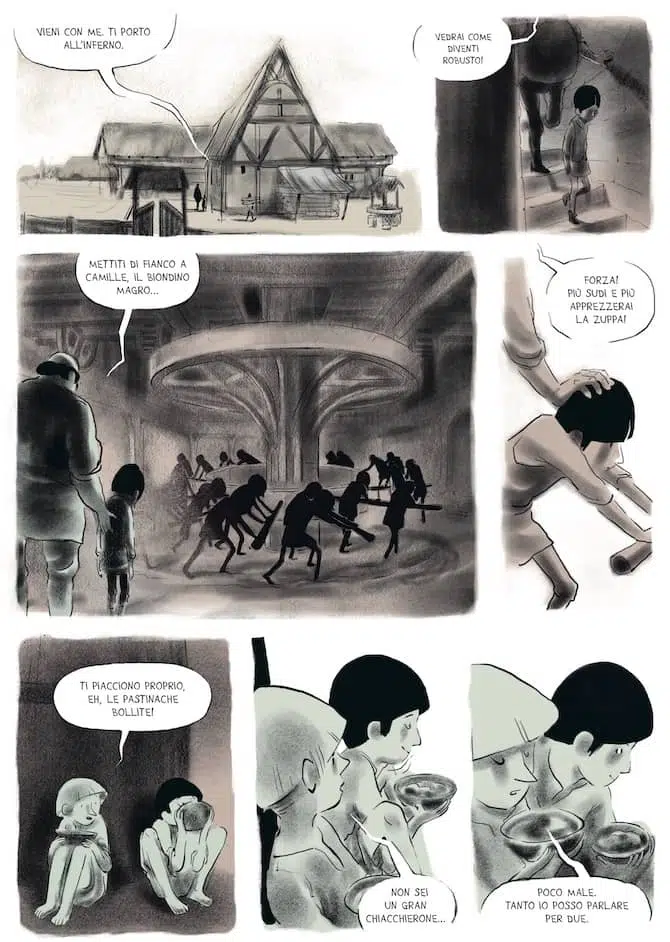 VIENI CON ME. TI PORTO
ALL'INFERNO.
VEDRAI COME
DIVENTI
ROBUSTO!
METTITI DI FIANCO A
CAMILLE, IL BIONDINO
MAGRO...
FORZA!
PIÙ SUDI E PIÙ
APPREZZERAI
LA ZUPPA!
TI PIACCIONO PROPRIO,
EH, LE PASTINACHE
BOLLITE!
NON SEI
UN GRAN
CHIACCHIERONE...
POCO MALE.
TANTO IO POSSO PARLARE
PER DUE.